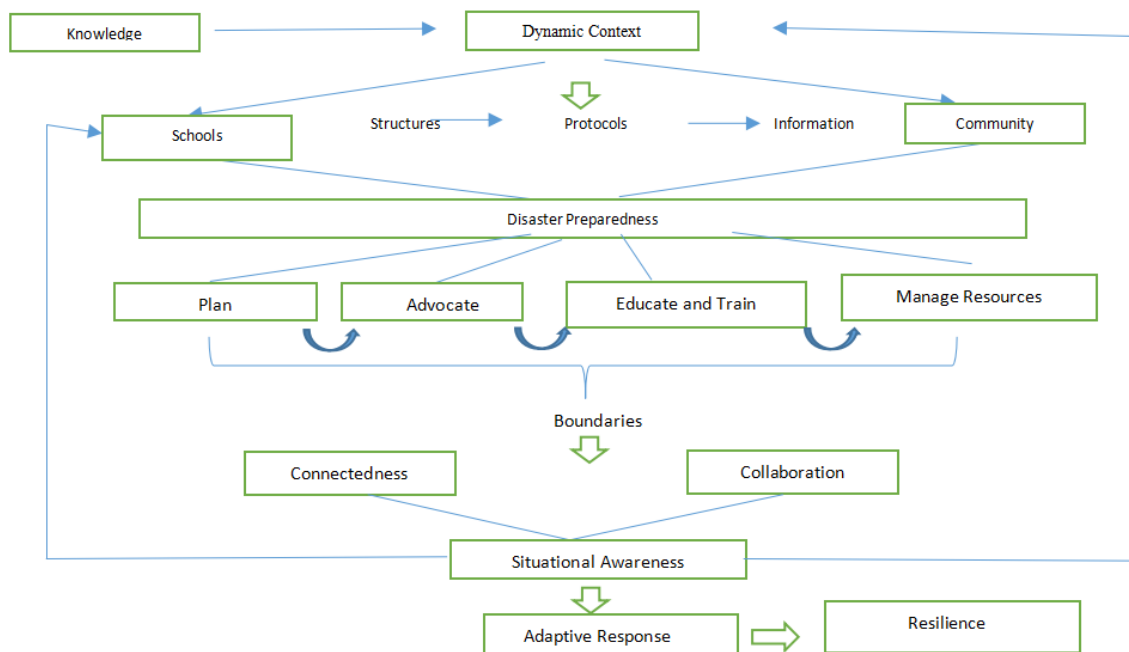 Knowledge
Dynamic Context
Schools
Structures
Protocols
Information
Community
Disaster Preparedness
Plan
Advocate
Educate and Train
Manage Resources
Boundaries
Connectedness
Collaboration
Situational Awareness
Adaptive Response
Resilience